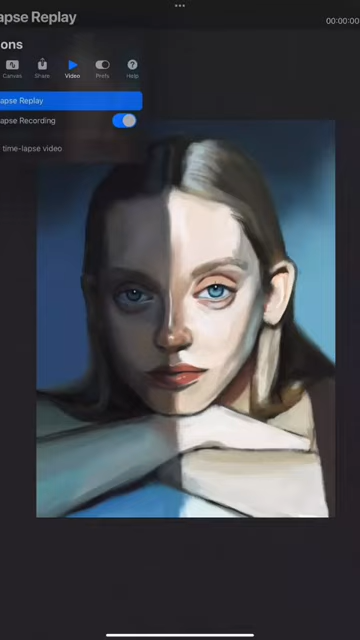 apse Replay
00:00:00
ons
Canvas Share Video Prefs Help
apse Replay
apse Recording
time-lapse video